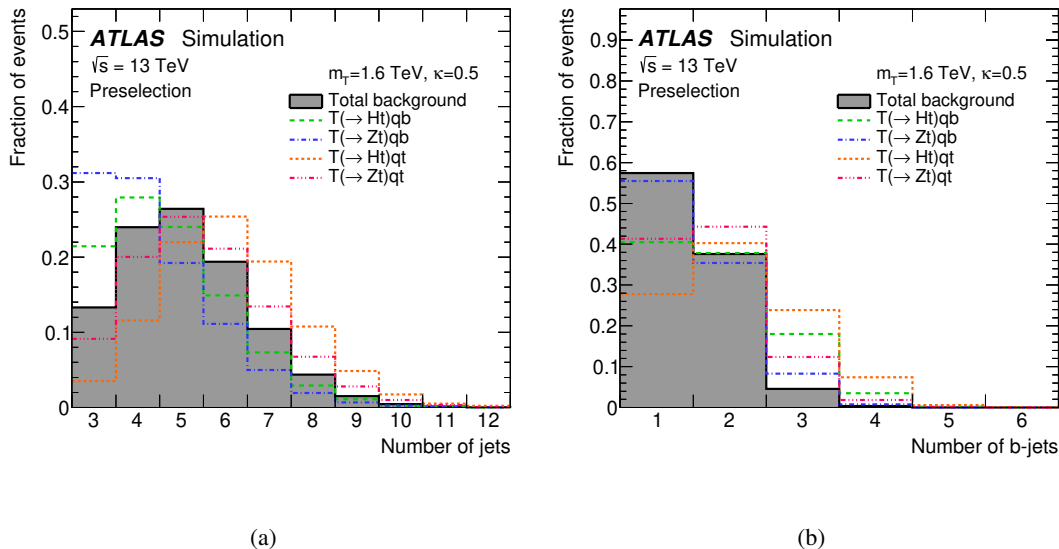 Fraction of events
0.5
0.4
0.3
0.2
0.1
0
ATLAS Simulation
√s = 13 TeV
Preselection
m_T=1.6 TeV, κ=0.5
Total background
T(→ Ht)qb
T(→ Zt)qb
T(→ Ht)qt
T(→ Zt)qt
3 4 5 6 7 8 9 10 11 12
Number of jets
(a)
Fraction of events
0.9
0.8
0.7
0.6
0.5
0.4
0.3
0.2
0.1
0
ATLAS Simulation
√s = 13 TeV
Preselection
m_T=1.6 TeV, κ=0.5
Total background
T(→ Ht)qb
T(→ Zt)qb
T(→ Ht)qt
T(→ Zt)qt
1 2 3 4 5 6
Number of b-jets
(b)